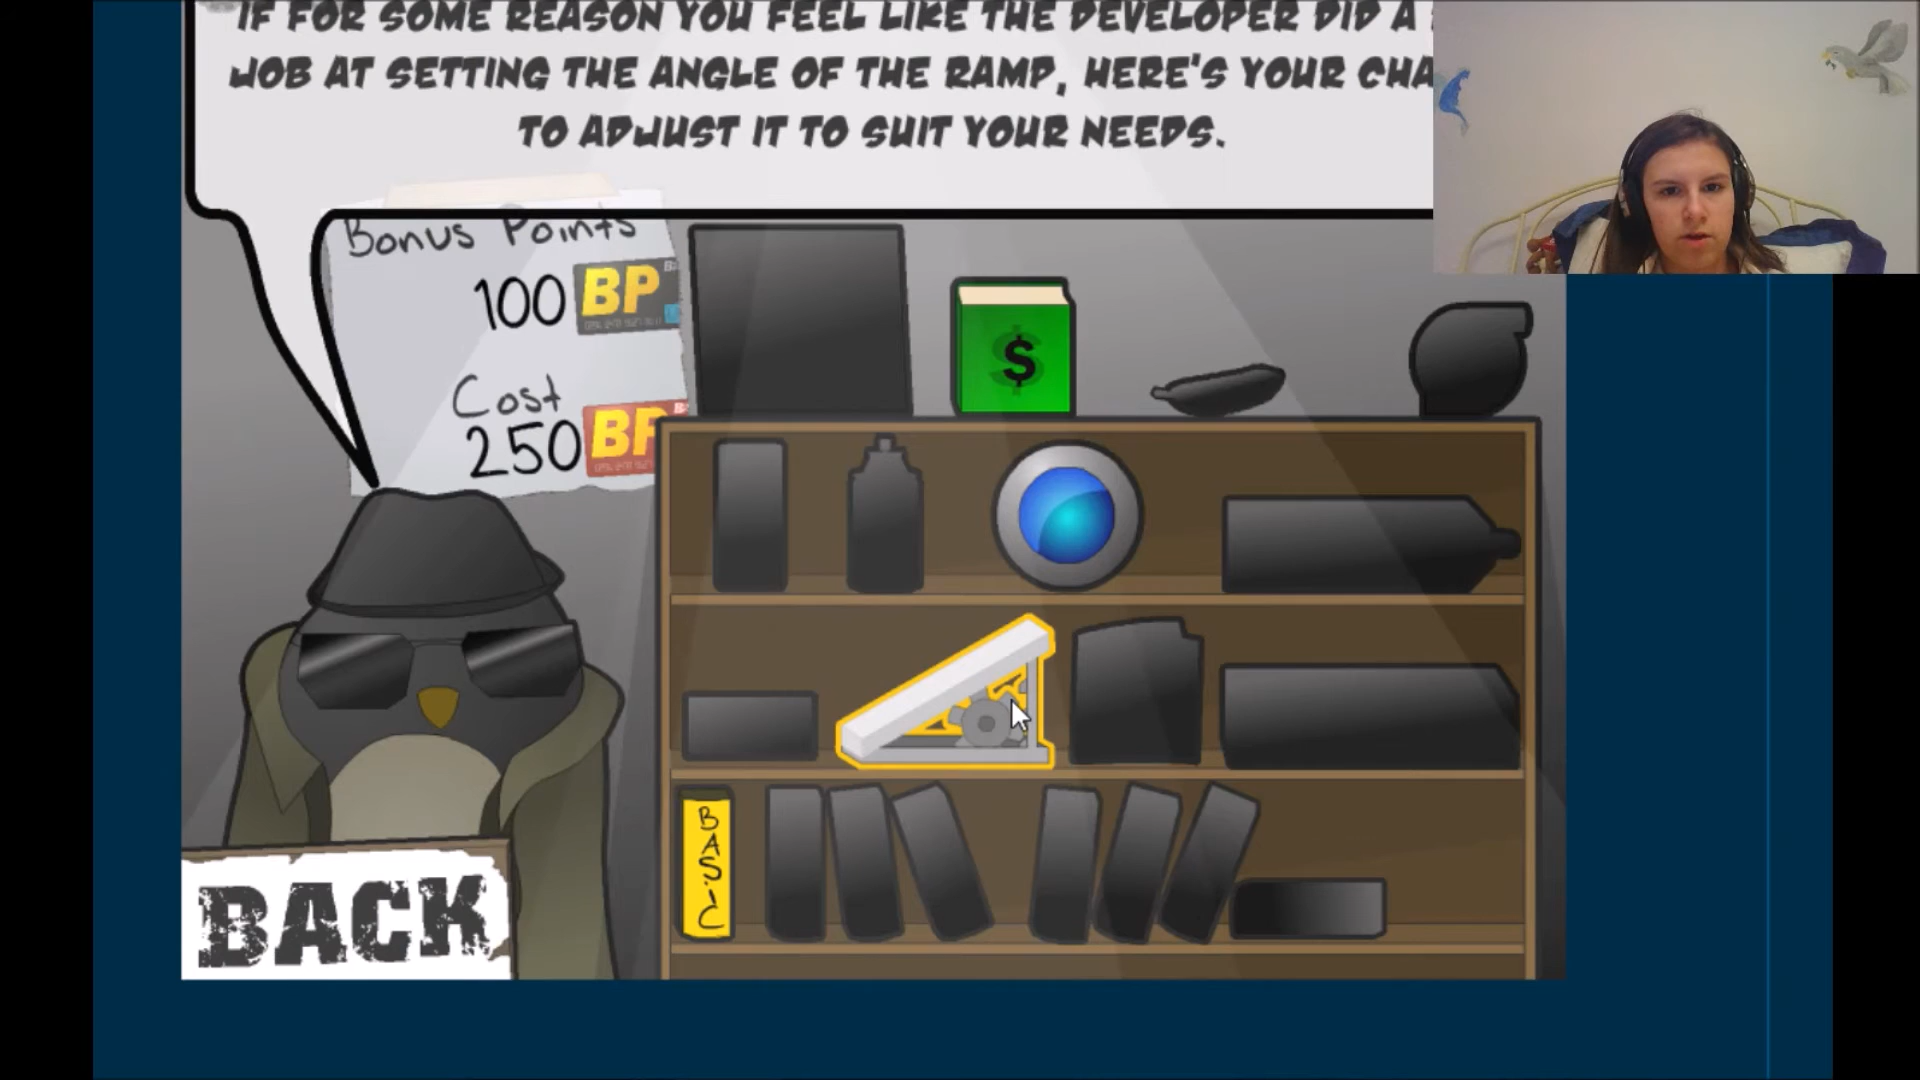 IF FOR SOME REASON YOU FEEL LIKE THE DEVELOPER DID A
JOB AT SETTING THE ANGLE OF THE RAMP, HERE'S YOUR CHA
TO ADJUST IT TO SUIT YOUR NEEDS.
Bonus Points
100 BP
Cost
250 BP
$
BASIC
BACK